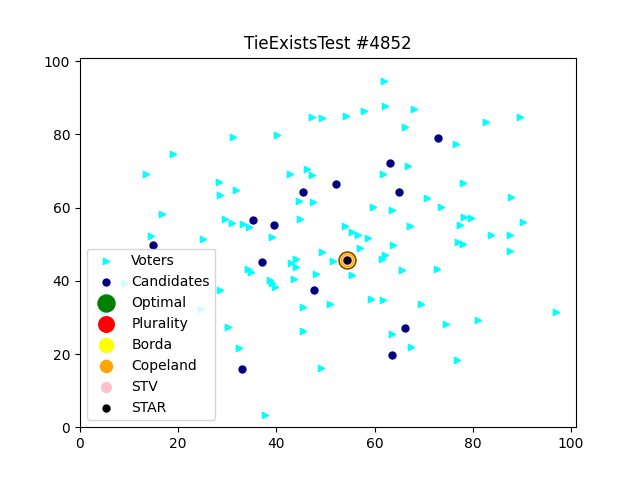 TieExistsTest #4852
100
80
60
40
20
0
Voters
Candidates
Optimal
Plurality
Borda
Copeland
STV
STAR
0 20 40 60 80 100